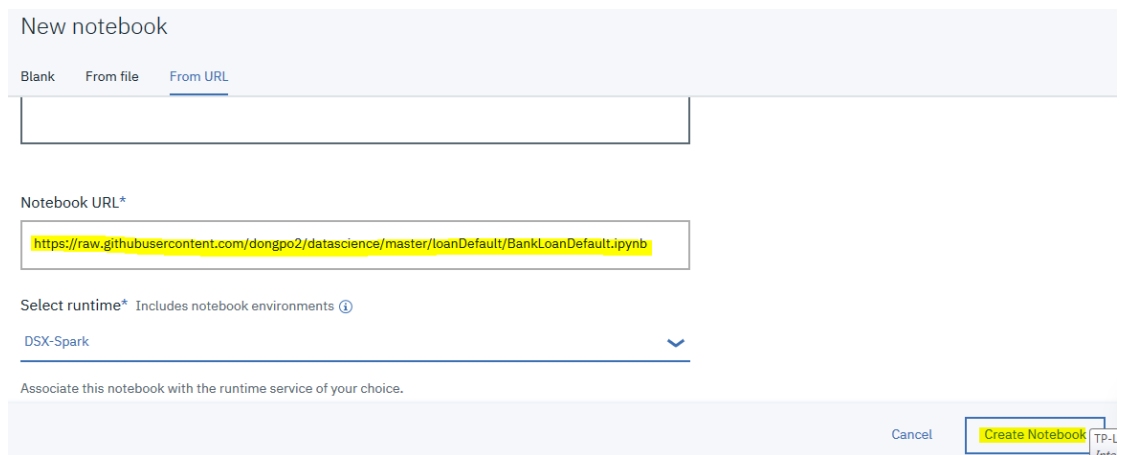 New notebook
Blank From file From URL
Notebook URL*
https://raw.githubusercontent.com/dongpo2/datascience/master/loanDefault/BankLoanDefault.ipynb
Select runtime* Includes notebook environments
DSX-Spark
Associate this notebook with the runtime service of your choice.
Cancel Create Notebook